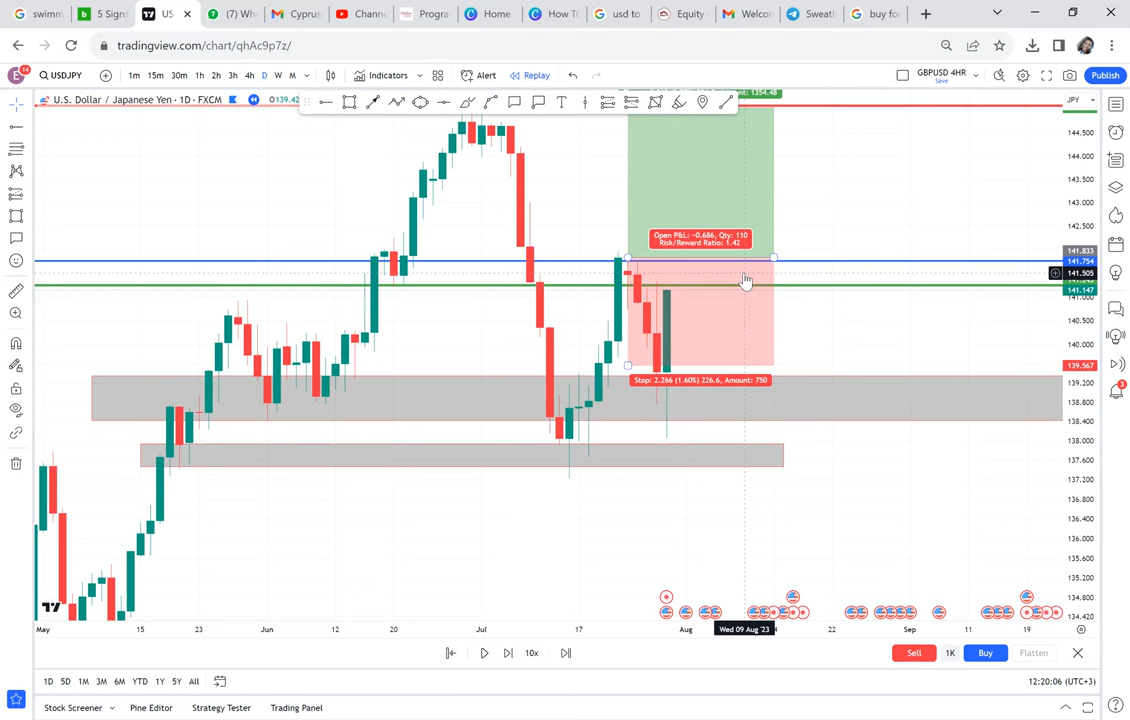 swimm
5 Signs
US
(7) Wh
Cyprus
Chann
Progra
Home
How TO
usd to
Equity
Welcon
Sweath
buy fo
tradingview.com/chart/qhAc9p7z/
E
14
USDJPY
1m 15m 30m 1h 2h 3h 4h D W M
Indicators
Alert
Replay
GBPUSD 4HR
Save
Publish
U.S. Dollar / Japanese Yen · 1D · FXCM
O139.42
JPY
144.500
144.000
143.500
143.000
142.500
141.833
141.754
141.505
141.147
141.000
140.500
140.000
139.567
139.200
138.800
138.400
138.000
137.600
137.200
136.800
136.400
136.000
135.600
135.200
134.800
134.420
Open P&L: −0.686, Qty: 110
Risk/Reward Ratio: 1.42
Stop: 2.266 (1.60%) 226.6, Amount: 750
3
May 15 23 Jun 12 20 Jul 17 Aug Wed 09 Aug '23 22 Sep 11 19
10x
Sell 1K Buy Flatten
1D 5D 1M 3M 6M YTD 1Y 5Y All
12:20:06 (UTC+3)
Stock Screener Pine Editor Strategy Tester Trading Panel